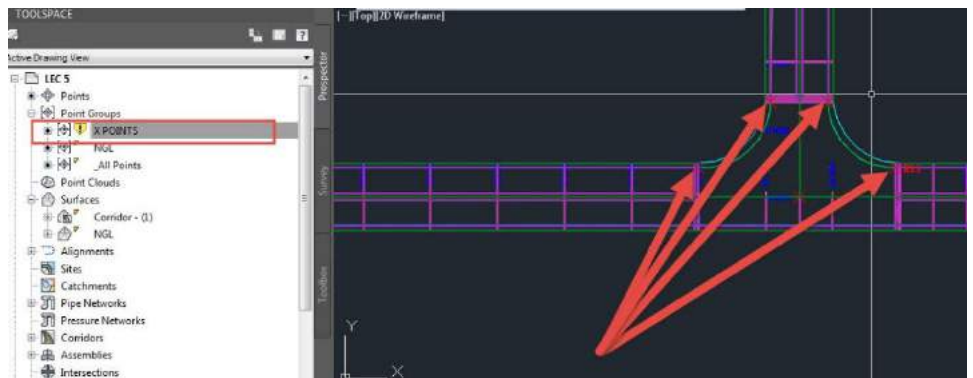 TOOLSPACE
Active Drawing View
LEC 5
Points
Point Groups
X POINTS
NGL
_All Points
Point Clouds
Surfaces
Corridor - (1)
NGL
Alignments
Sites
Catchments
Pipe Networks
Pressure Networks
Corridors
Assemblies
Intersections
Prospector
Survey
Toolbox
[-][Top][2D Wireframe]
Y
X